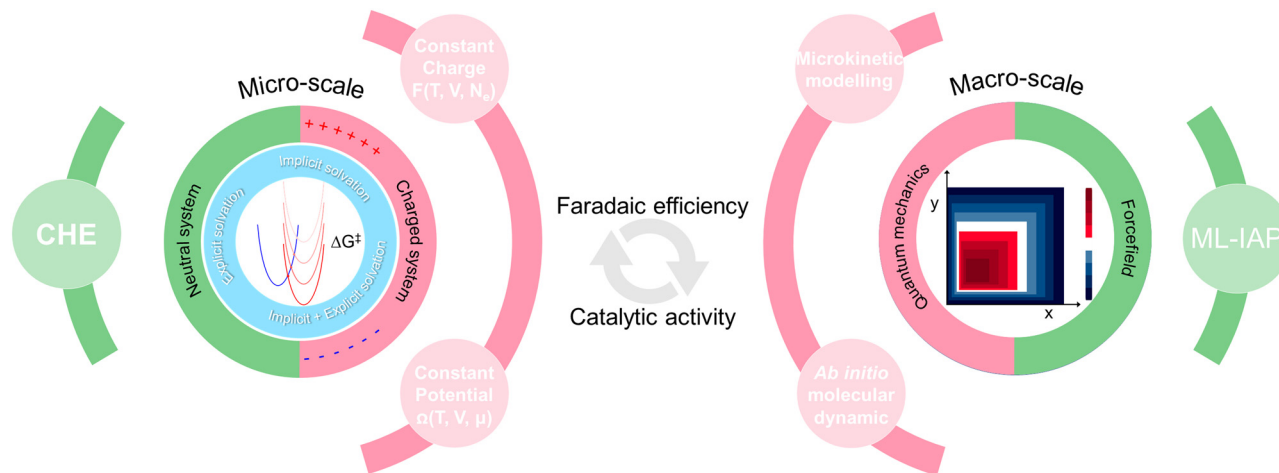 CHE
Micro-scale
Neutral system
Charged system
++++++
------
Implicit solvation
Explicit solvation
Implicit + Explicit solvation
ΔG‡
Constant
Charge
F(T, V, Nₑ)
Constant
Potential
Ω(T, V, μ)
Faradaic efficiency
Catalytic activity
Microkinetic
modelling
Ab initio
molecular
dynamic
Macro-scale
Quantum mechanics
Forcefield
y
x
ML-IAP